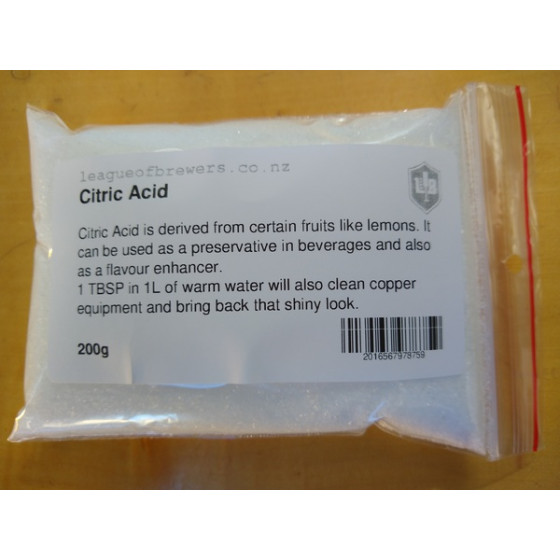 leagueofbrewers.co.nz
Citric Acid
Citric Acid is derived from certain fruits like lemons. It
can be used as a preservative in beverages and also
as a flavour enhancer.
1 TBSP in 1L of warm water will also clean copper
equipment and bring back that shiny look.
200g
2016567978759